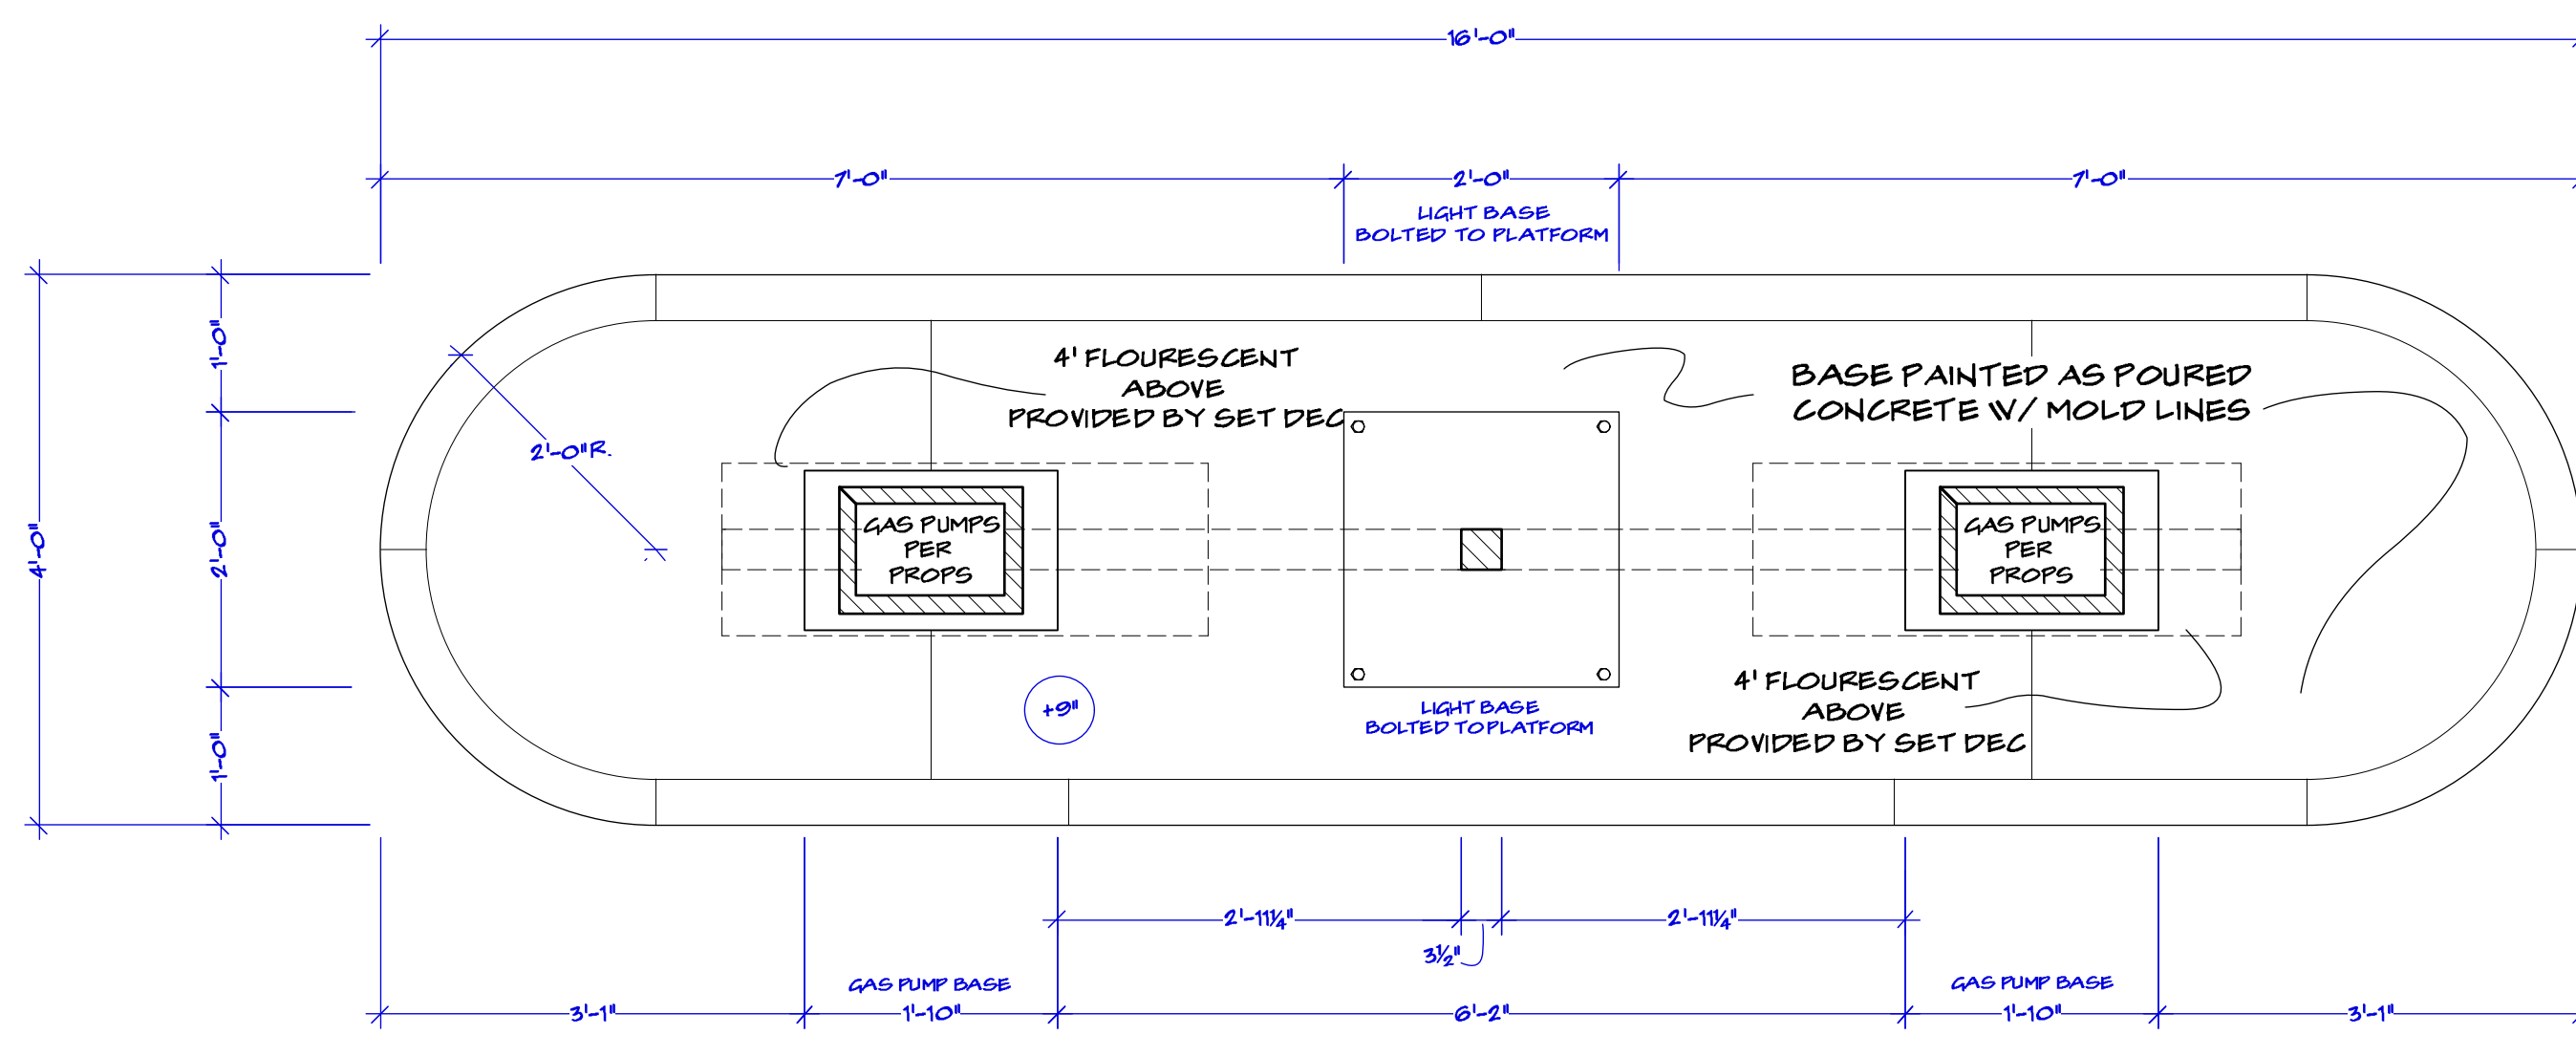 16'-0"
7'-0"
2'-0"
7'-0"
LIGHT BASE
BOLTED TO PLATFORM
4'-0"
1'-0"
2'-0"
1'-0"
2'-0"R.
4' FLOURESCENT
ABOVE
PROVIDED BY SET DEC
BASE PAINTED AS POURED
CONCRETE W/ MOLD LINES
GAS PUMPS
PER
PROPS
GAS PUMPS
PER
PROPS
+9"
LIGHT BASE
BOLTED TO PLATFORM
4' FLOURESCENT
ABOVE
PROVIDED BY SET DEC
2'-11¼"
2'-11¼"
3½"
GAS PUMP BASE
GAS PUMP BASE
3'-1"
1'-10"
6'-2"
1'-10"
3'-1"